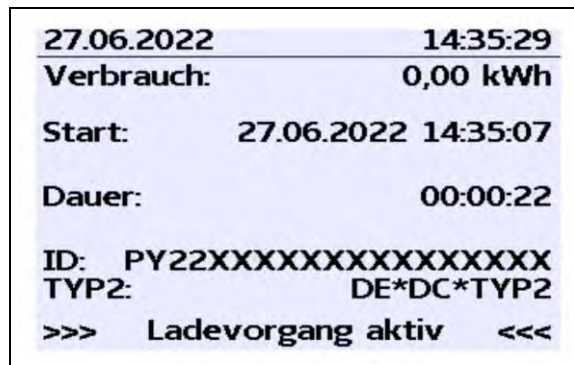 27.06.2022 14:35:29
Verbrauch: 0,00 kWh
Start: 27.06.2022 14:35:07
Dauer: 00:00:22
ID: PY22XXXXXXXXXXXXXXXX
TYP2: DE*DC*TYP2
>>> Ladevorgang aktiv <<<